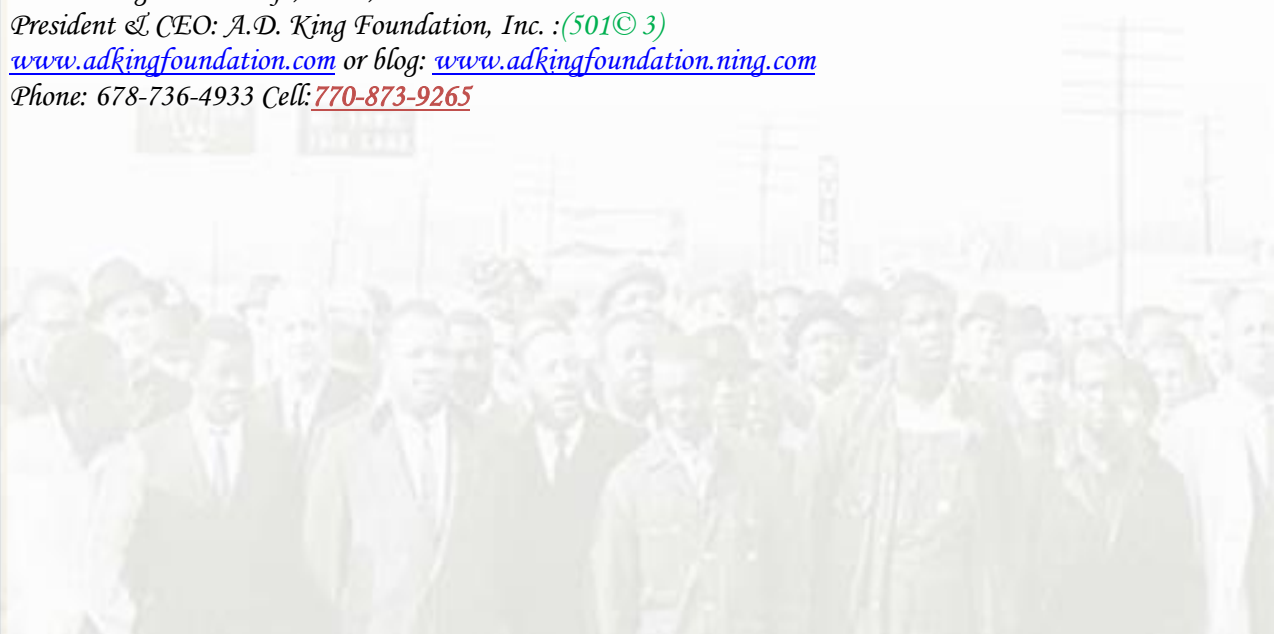 President & CEO: A.D. King Foundation, Inc. :(501© 3)
www.adkingfoundation.com or blog: www.adkingfoundation.ning.com
Phone: 678-736-4933 Cell:770-873-9265